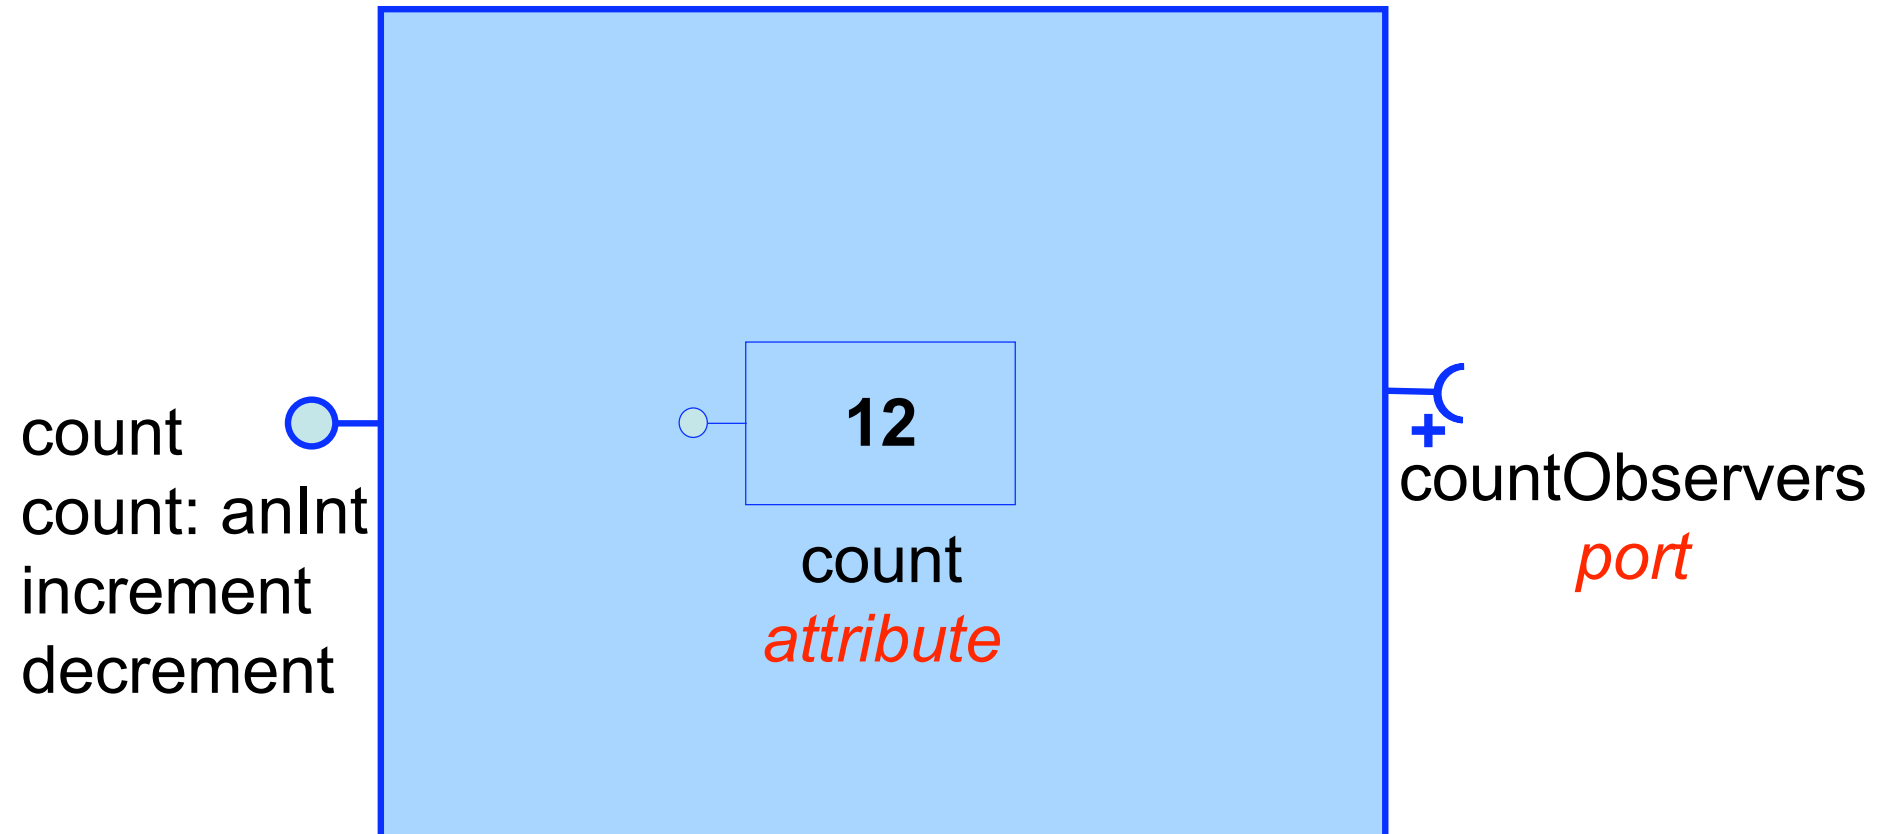 count
count: anInt
increment
decrement
12
count
attribute
+
countObservers
port